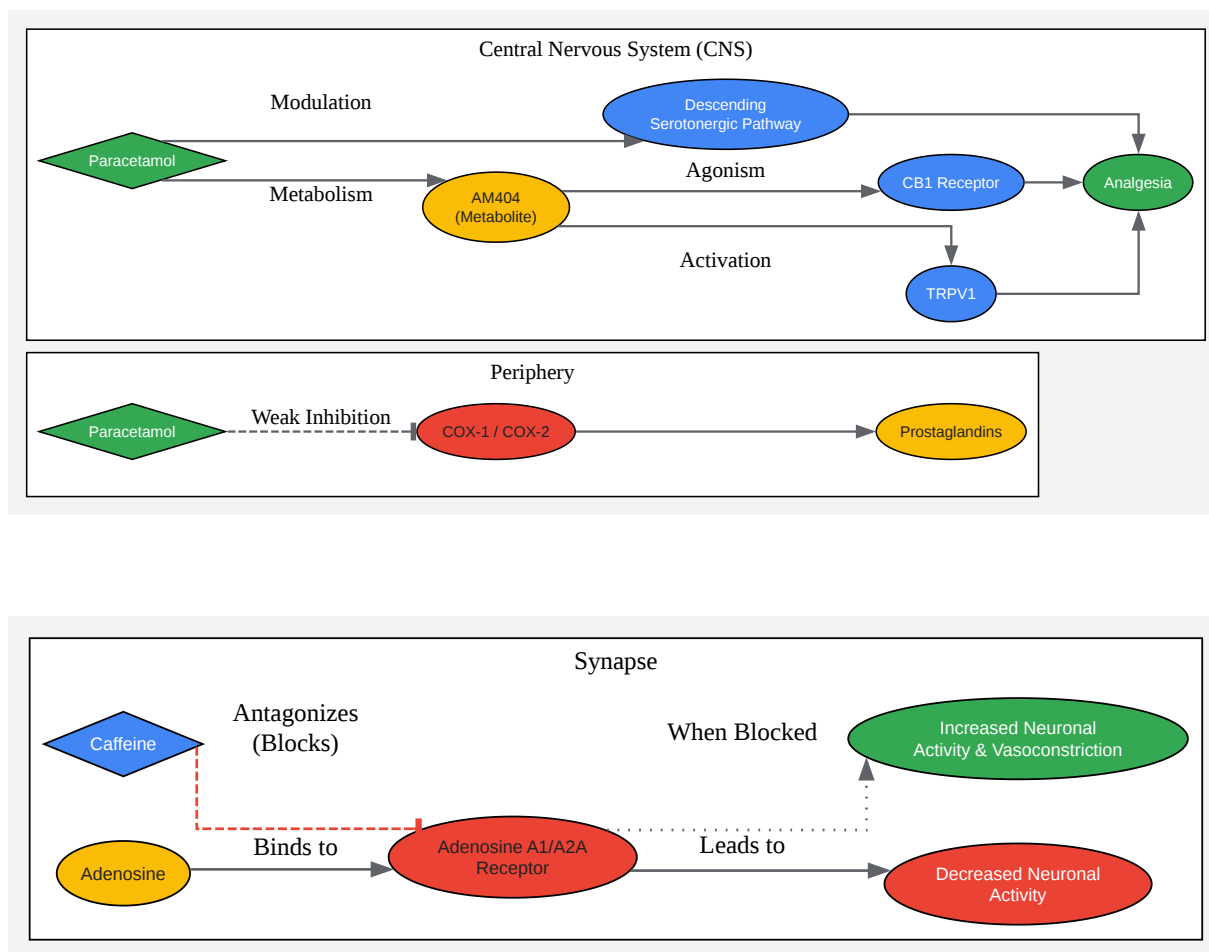 Central Nervous System (CNS)
Modulation
Descending
Serotonergic Pathway
Paracetamol
Metabolism
AM404
(Metabolite)
Agonism
CB1 Receptor
Analgesia
Activation
TRPV1
Periphery
Paracetamol
Weak Inhibition
COX-1 / COX-2
Prostaglandins
Synapse
Caffeine
Antagonizes
(Blocks)
When Blocked
Increased Neuronal
Activity & Vasoconstriction
Adenosine
Binds to
Adenosine A1/A2A
Receptor
Leads to
Decreased Neuronal
Activity